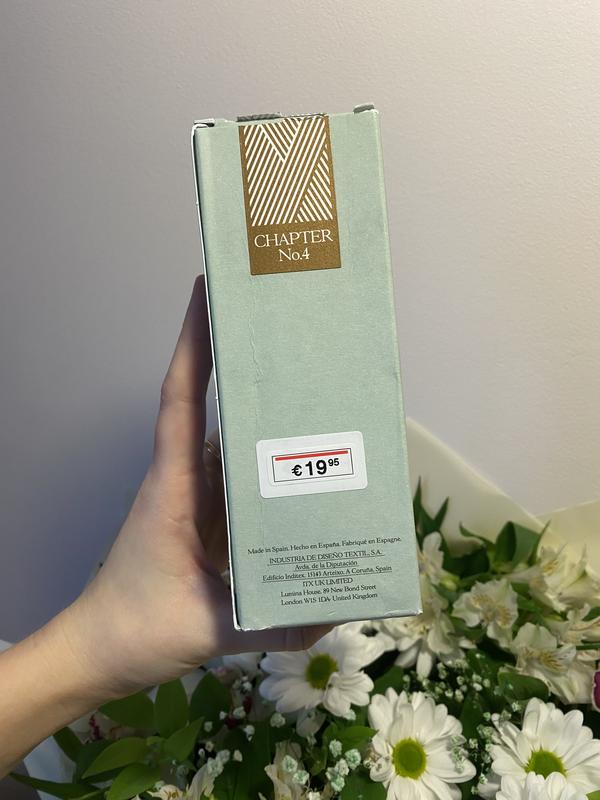 CHAPTER
No.4
€ 19 95
Made in Spain. Hecho en España. Fabriqué en Espagne.
INDUSTRIA DE DISEÑO TEXTIL, S.A.
Avda. de la Diputación
Edificio Inditex, 15143 Arteixo, A Coruña, Spain
ITX UK LIMITED
Lumina House, 89 New Bond Street
London W1S 1DA- United Kingdom